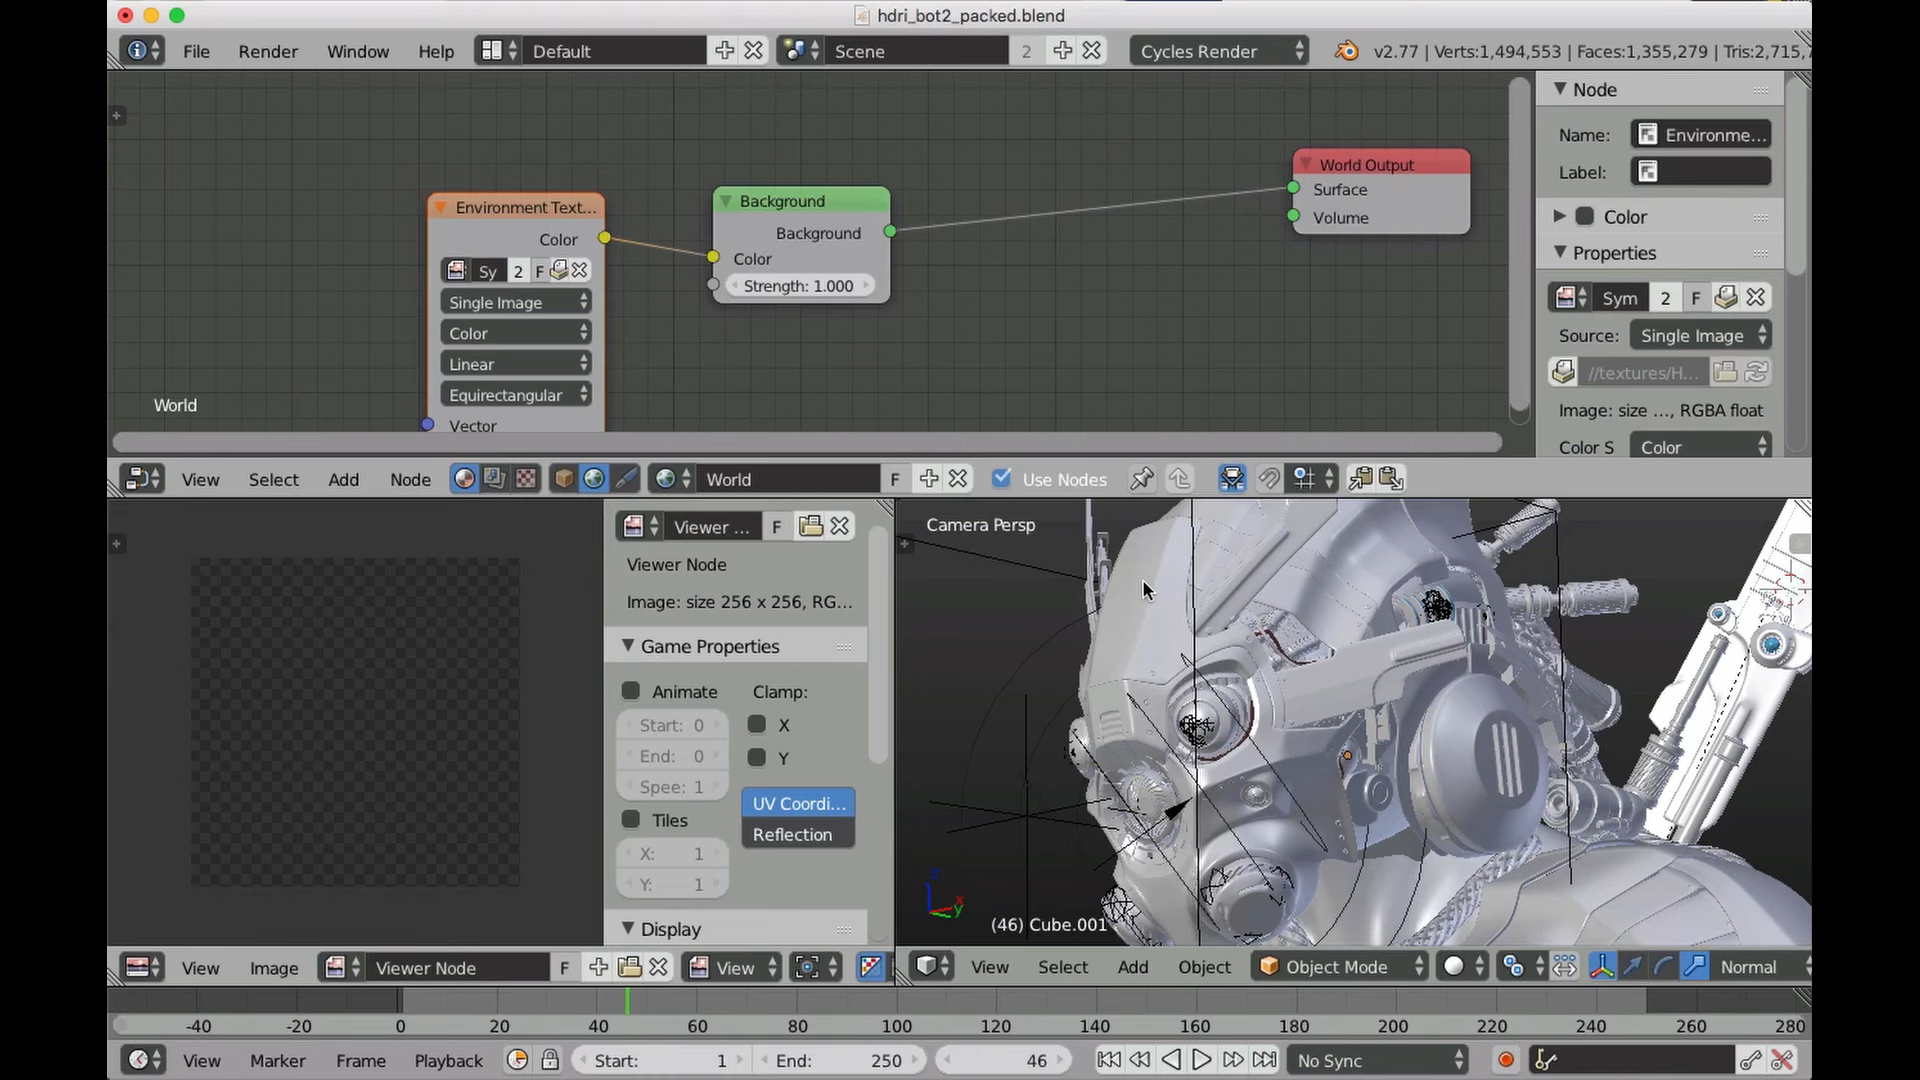 hdri_bot2_packed.blend
File Render Window Help Default Scene 2 Cycles Render v2.77 | Verts:1,494,553 | Faces:1,355,279 | Tris:2,715,
Environment Text...
Color
Sy 2 F
Single Image
Color
Linear
Equirectangular
Vector
Background
Background
Color
Strength: 1.000
World Output
Surface
Volume
World
Node
Name: Environme...
Label:
Color
Properties
Sym 2 F
Source: Single Image
//textures/H...
Image: size ..., RGBA float
Color S Color
View Select Add Node World F Use Nodes
Viewer ... F
Viewer Node
Image: size 256 x 256, RG...
Game Properties
Animate Clamp:
Start: 0 X
End: 0 Y
Spee: 1
UV Coordi...
Tiles Reflection
X: 1
Y: 1
Display
Camera Persp
z
x
y
(46) Cube.001
View Image Viewer Node F View
View Select Add Object Object Mode Normal
-40 -20 0 20 40 60 80 100 120 140 160 180 200 220 240 260 280
View Marker Frame Playback Start: 1 End: 250 46 No Sync